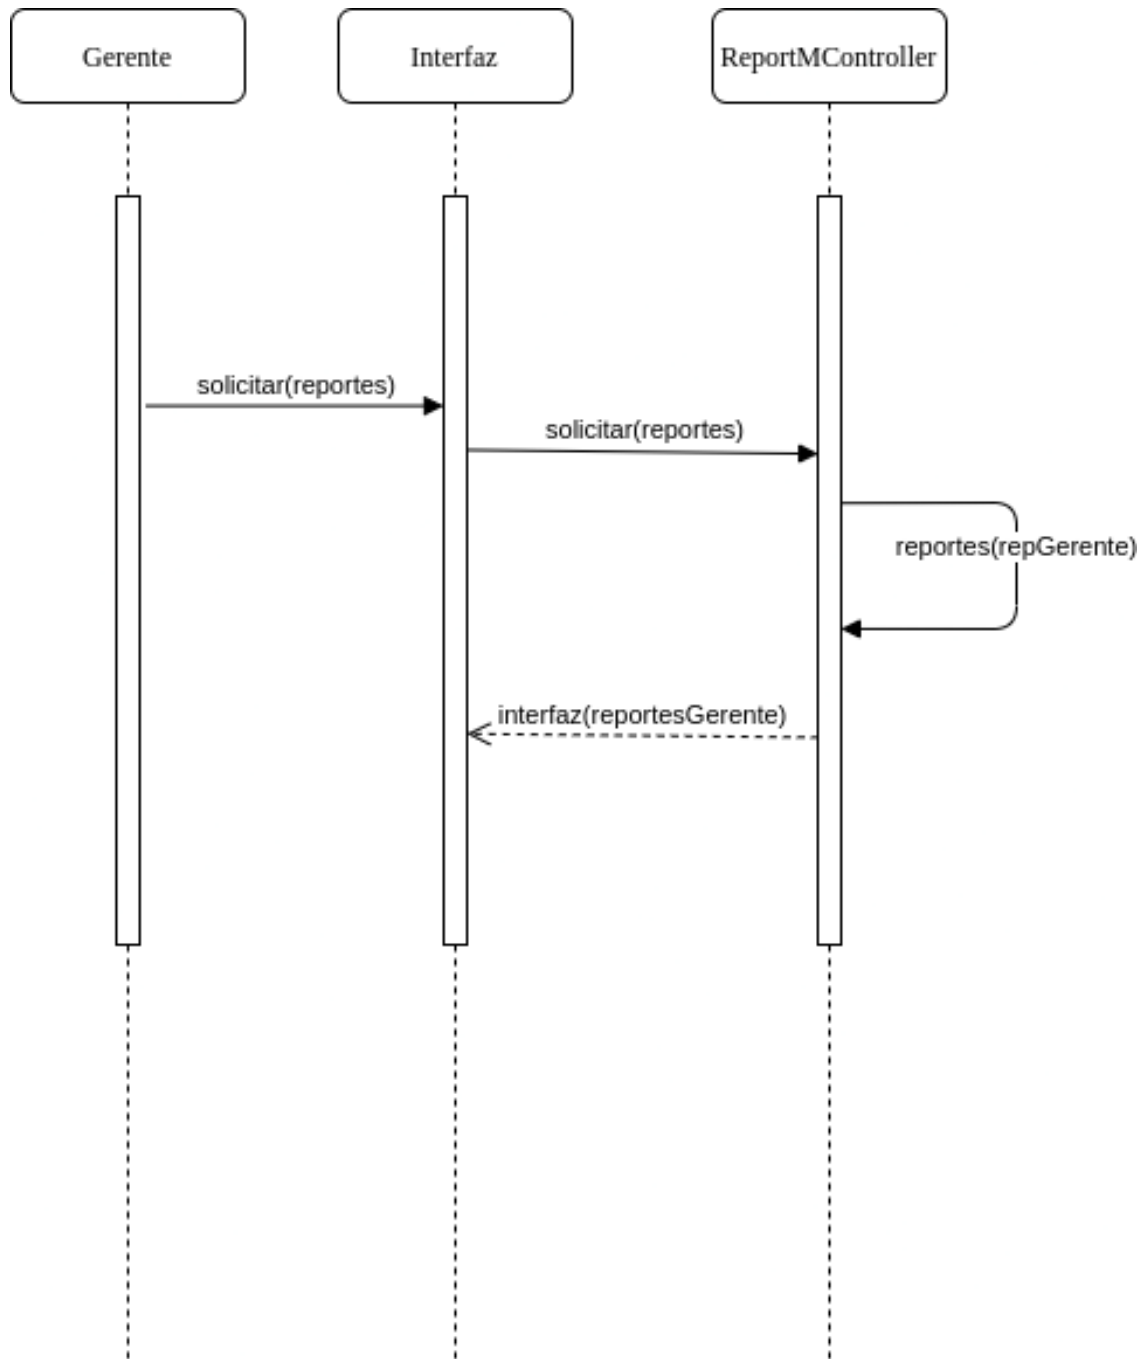 Gerente
Interfaz
ReportMController
solicitar(reportes)
solicitar(reportes)
reportes(repGerente)
interfaz(reportesGerente)